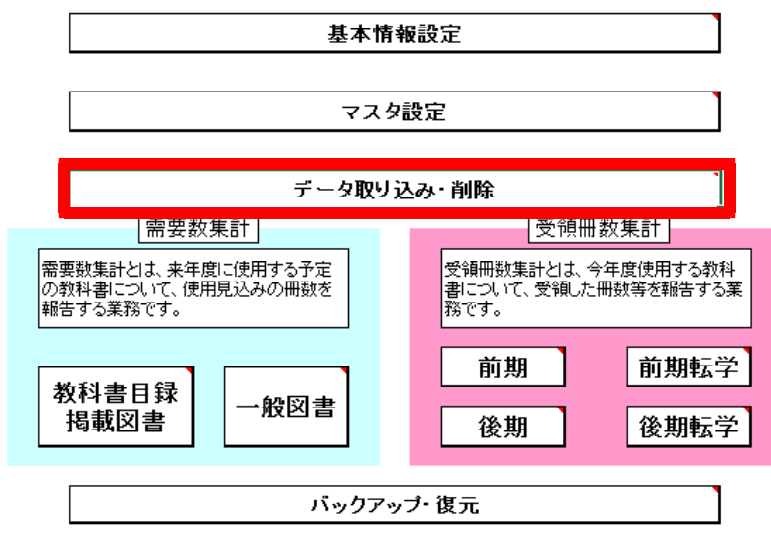 基本情報設定
マスタ設定
データ取り込み・削除
需要数集計
需要数集計とは、来年度に使用する予定
の教科書について、使用見込みの冊数を
報告する業務です。
教科書目録
掲載図書
一般図書
受領冊数集計
受領冊数集計とは、今年度使用する教科
書について、受領した冊数等を報告する業
務です。
前期
前期転学
後期
後期転学
バックアップ・復元